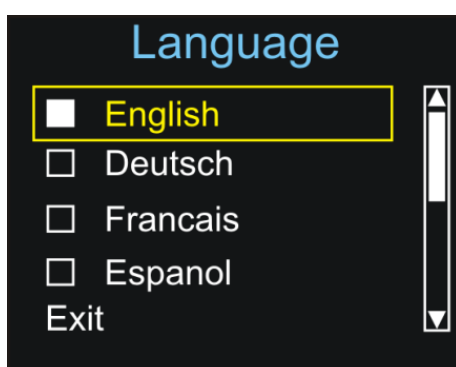 Language
English
Deutsch
Francais
Espanol
Exit